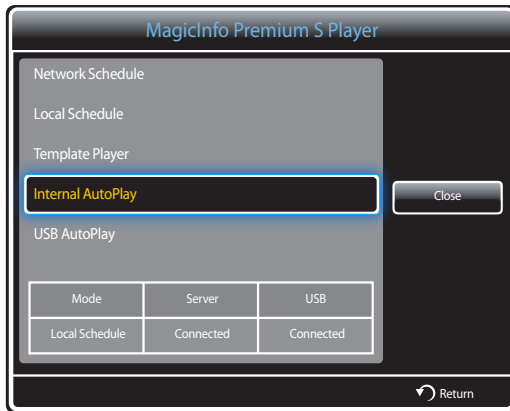 MagicInfo Premium S Player
Network Schedule
Local Schedule
Template Player
Internal AutoPlay
Close
USB AutoPlay
Mode Server USB
Local Schedule Connected Connected
Return